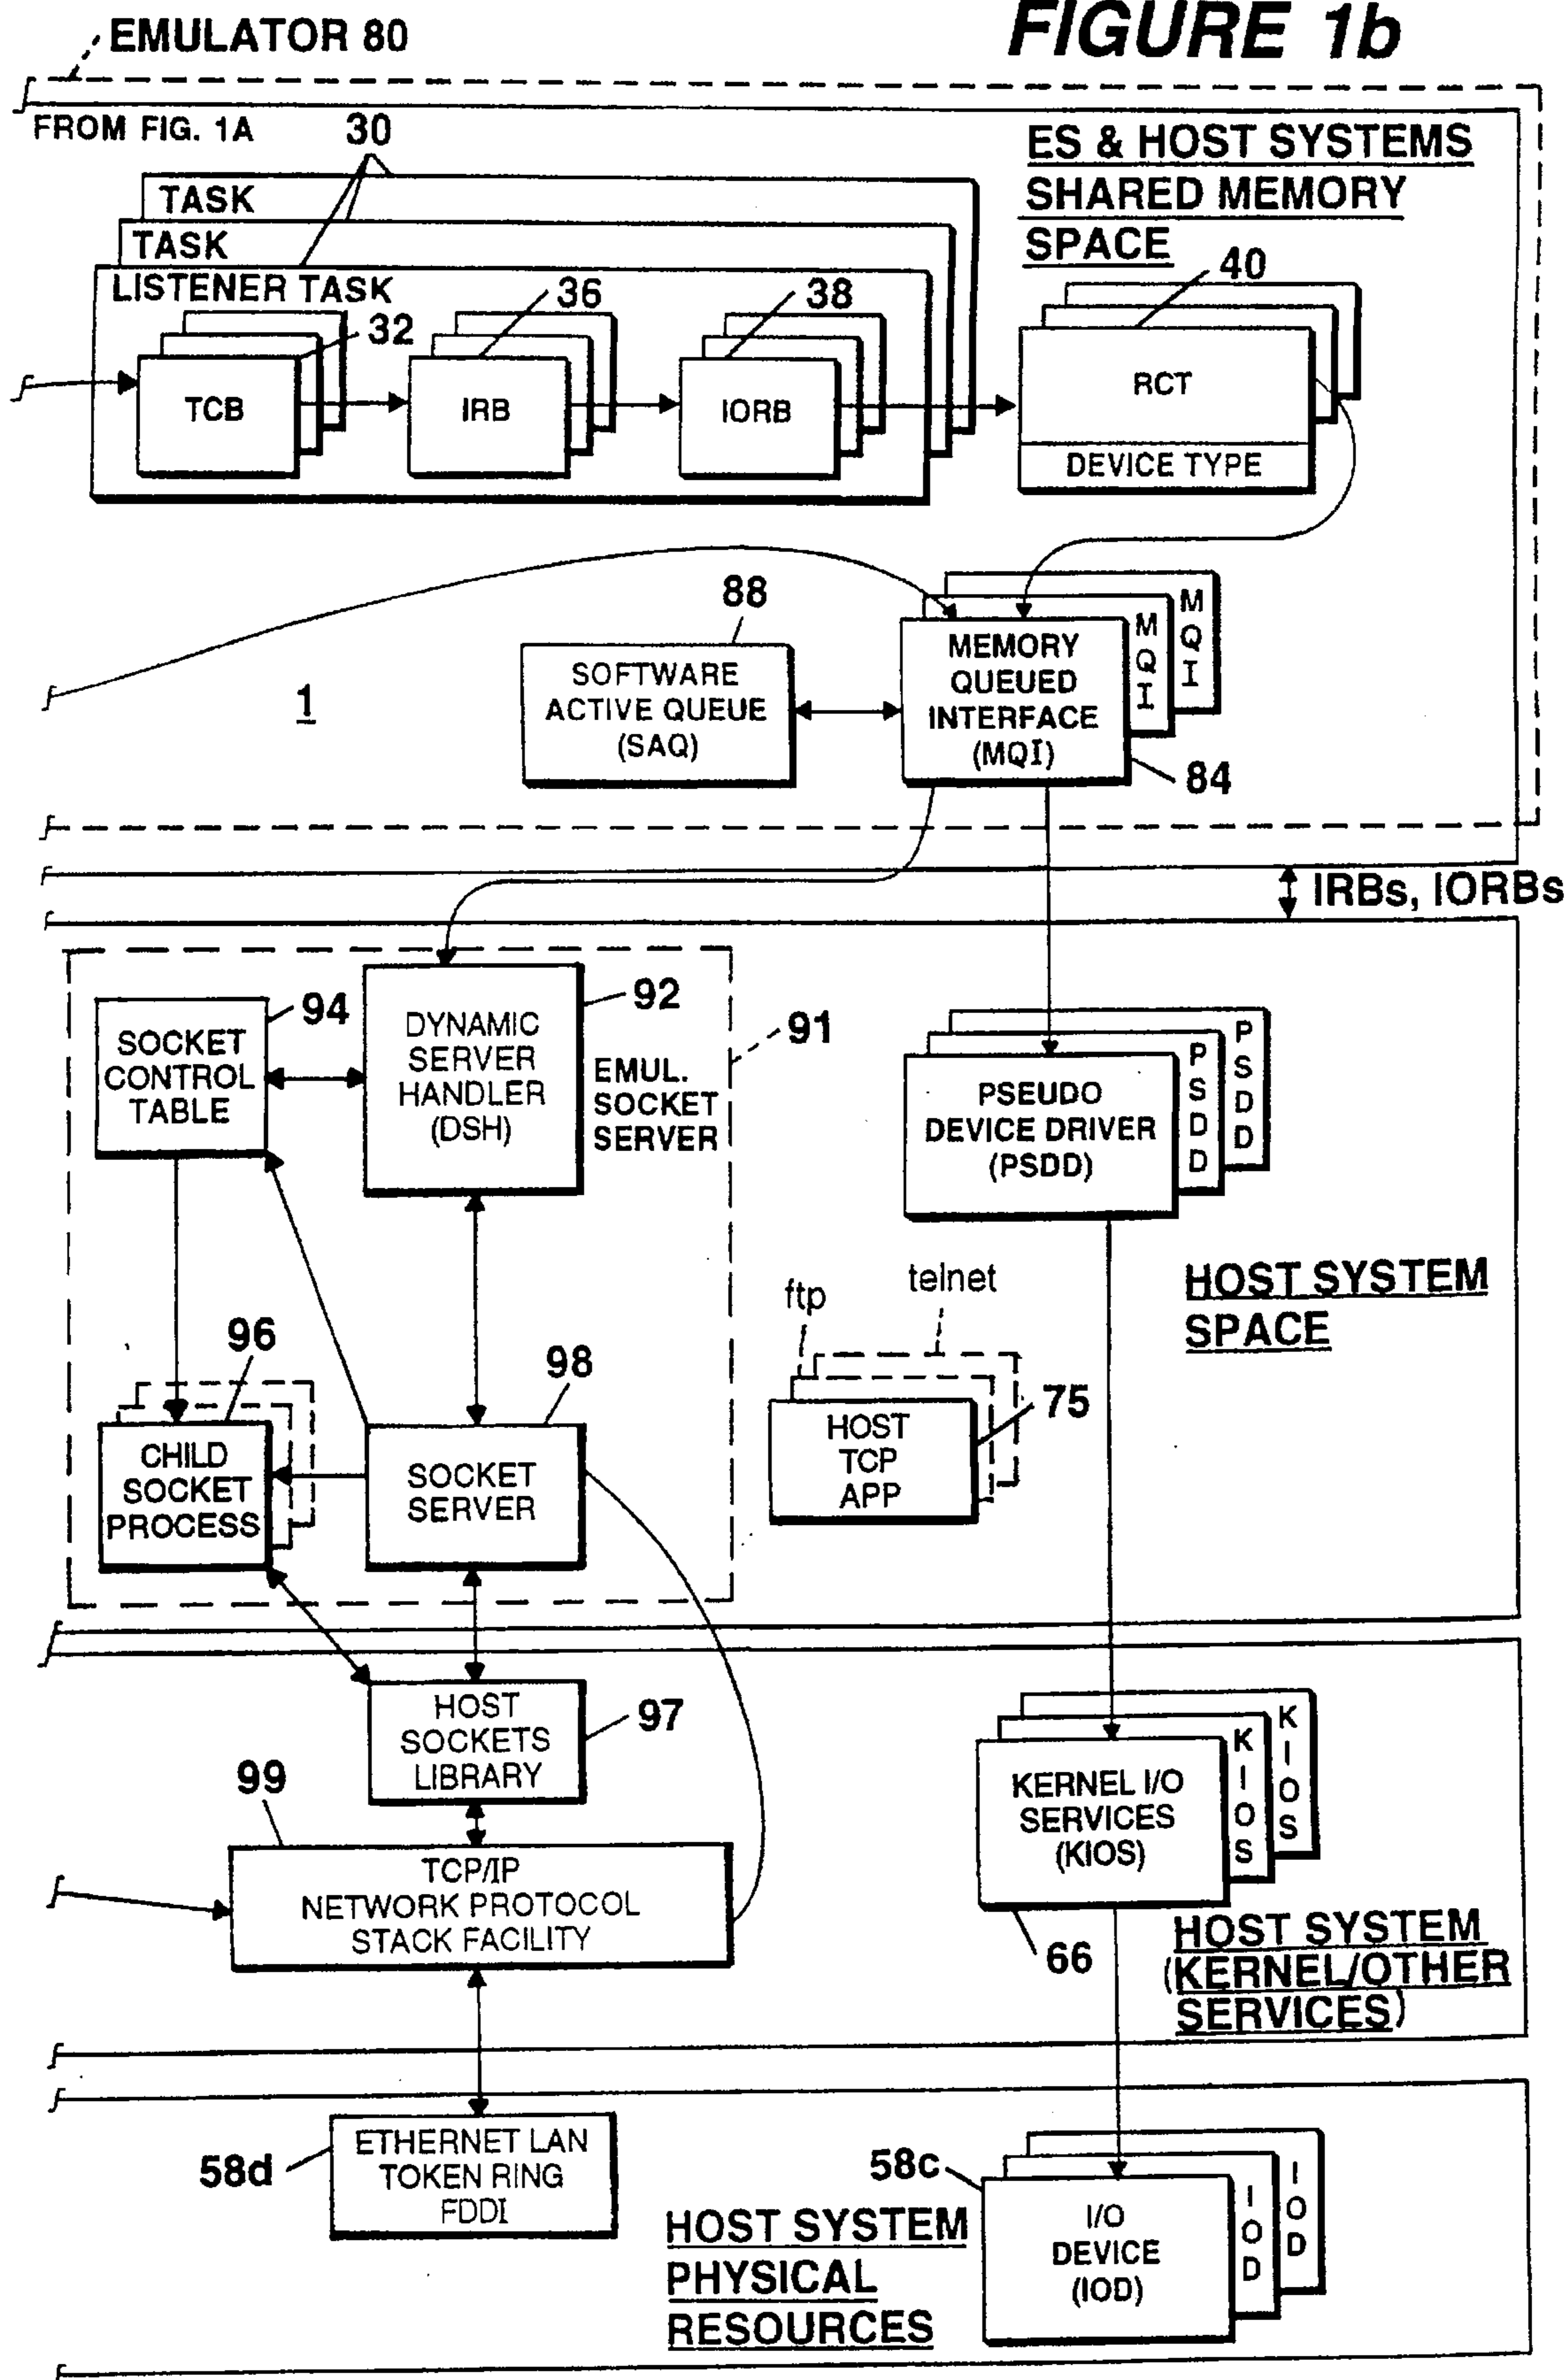 FIGURE 1b
EMULATOR 80
FROM FIG. 1A
30
ES & HOST SYSTEMS
SHARED MEMORY
SPACE
TASK
TASK
LISTENER TASK
32
36
38
40
TCB
IRB
IORB
RCT
DEVICE TYPE
88
SOFTWARE
ACTIVE QUEUE
(SAQ)
1
MEMORY
QUEUED
INTERFACE
(MQI)
MQI
MQI
84
IRBs, IORBs
94
SOCKET
CONTROL
TABLE
92
DYNAMIC
SERVER
HANDLER
(DSH)
EMUL.
SOCKET
SERVER
91
PSEUDO
DEVICE DRIVER
(PSDD)
PSDD
PSDD
HOST SYSTEM
SPACE
ftp
telnet
75
HOST
TCP
APP
96
CHILD
SOCKET
PROCESS
98
SOCKET
SERVER
HOST
SOCKETS
LIBRARY
97
99
TCP/IP
NETWORK PROTOCOL
STACK FACILITY
KERNEL I/O
SERVICES
(KIOS)
KIOS
KIOS
66
HOST SYSTEM
(KERNEL/OTHER
SERVICES)
58d
ETHERNET LAN
TOKEN RING
FDDI
58c
I/O
DEVICE
(IOD)
IOD
IOD
HOST SYSTEM
PHYSICAL
RESOURCES